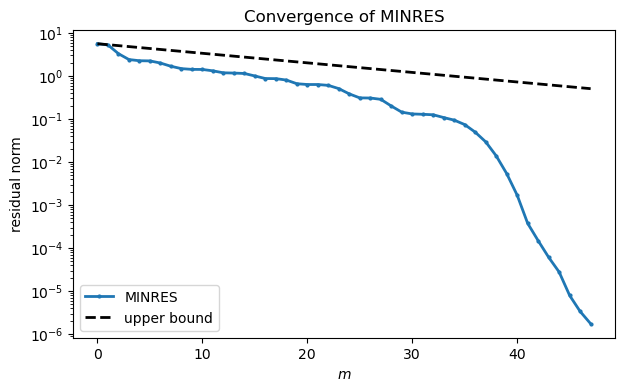 Convergence of MINRES
residual norm
10¹
10⁰
10⁻¹
10⁻²
10⁻³
10⁻⁴
10⁻⁵
10⁻⁶
MINRES
upper bound
0 10 20 30 40
m